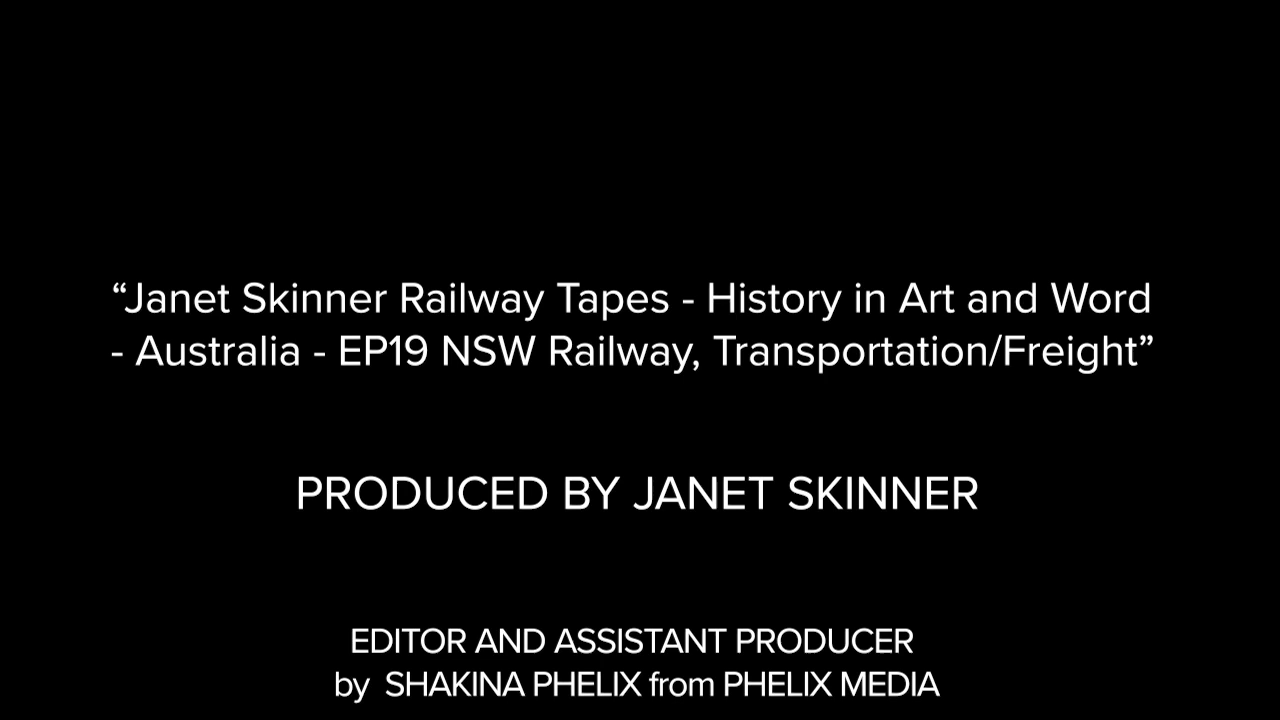 “Janet Skinner Railway Tapes - History in Art and Word
- Australia - EP19 NSW Railway, Transportation/Freight”
PRODUCED BY JANET SKINNER
EDITOR AND ASSISTANT PRODUCER
by  SHAKINA PHELIX from PHELIX MEDIA